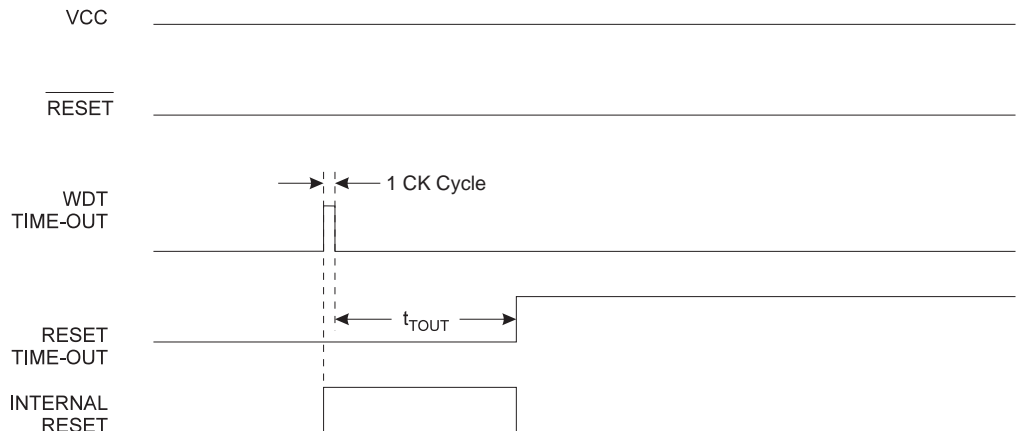 VCC
RESET
1 CK Cycle
WDT
TIME-OUT
tTOUT
RESET
TIME-OUT
INTERNAL
RESET